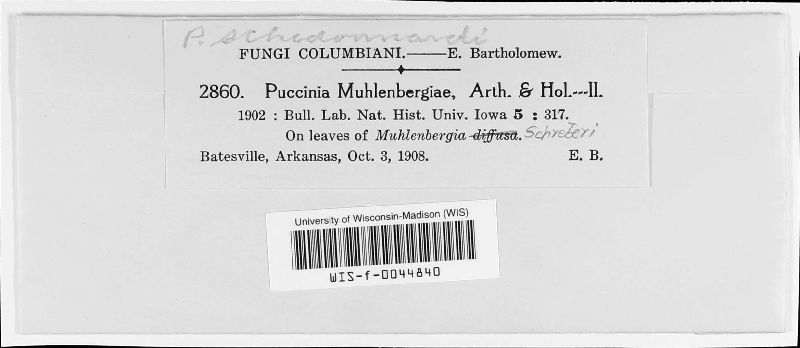 P. schedonnardi
FUNGI COLUMBIANI.——E. Bartholomew.
2860. Puccinia Muhlenbergiae, Arth. & Hol.---II.
1902 : Bull. Lab. Nat. Hist. Univ. Iowa 5 : 317.
On leaves of Muhlenbergia diffusa. Schreberi
Batesville, Arkansas, Oct. 3, 1908. E. B.
University of Wisconsin-Madison (WIS)
WIS-f-0044840